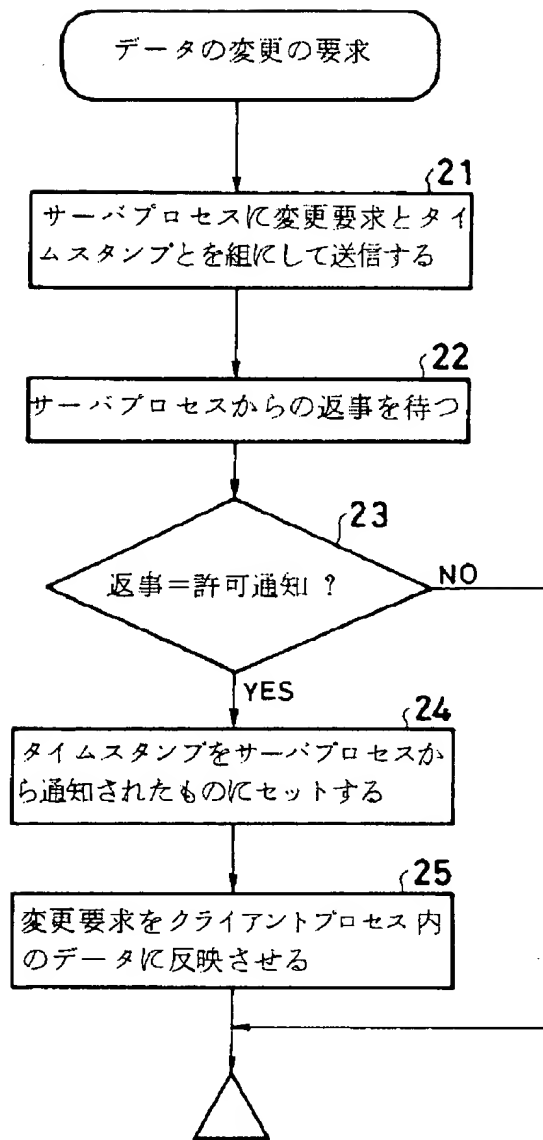 データの変更の要求
21
サーバプロセスに変更要求とタイ
ムスタンプとを組にして送信する
22
サーバプロセスからの返事を待つ
23
返事=許可通知?
NO
YES
24
タイムスタンプをサーバプロセスか
ら通知されたものにセットする
25
変更要求をクライアントプロセス内
のデータに反映させる